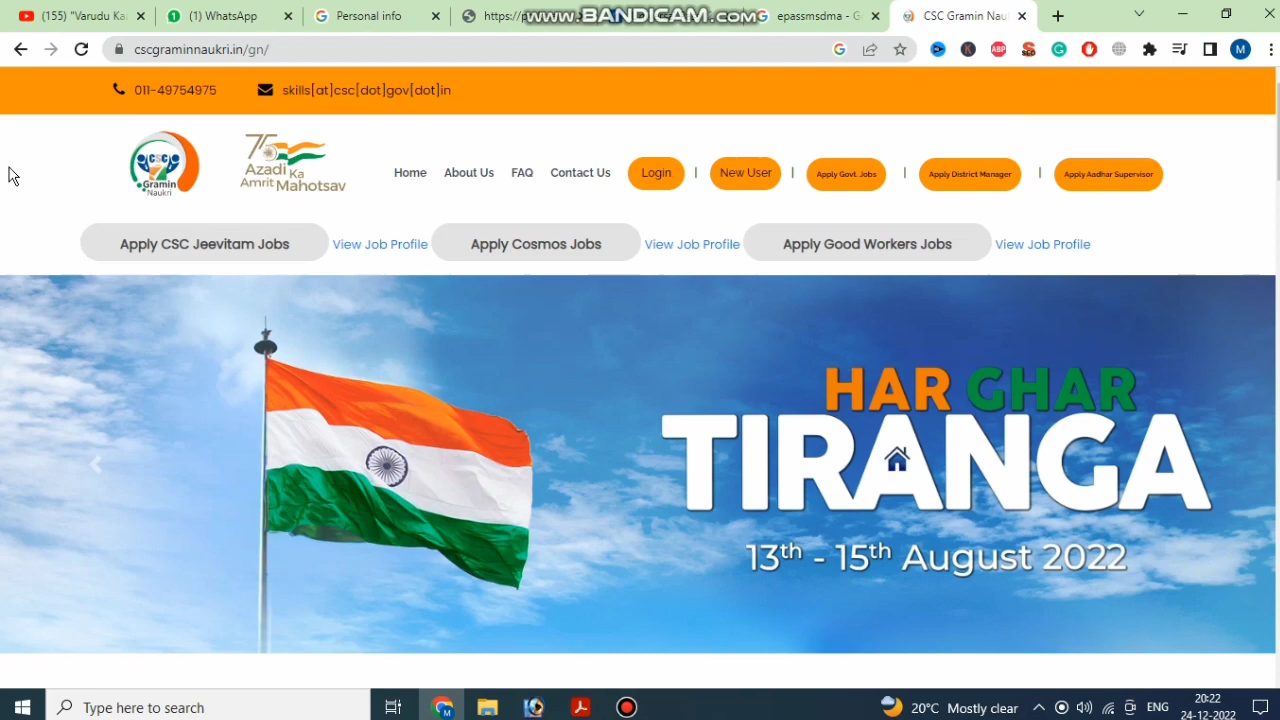 (155) "Varudu Ka
(1) WhatsApp
Personal info
https://p
www.BANDICAM.com
epassmsdma - G
CSC Gramin Nau
cscgraminnaukri.in/gn/
ABP
SEO
M
011-49754975
skills[at]csc[dot]gov[dot]in
CSC
Gramin
Naukri
75
Azadi Ka
Amrit Mahotsav
Home
About Us
FAQ
Contact Us
Login
|
New User
|
Apply Govt. Jobs
|
Apply District Manager
|
Apply Aadhar Supervisor
Apply CSC Jeevitam Jobs
View Job Profile
Apply Cosmos Jobs
View Job Profile
Apply Good Workers Jobs
View Job Profile
HAR GHAR
TIRANGA
13th - 15th August 2022
Type here to search
20°C Mostly clear
ENG
20:22
24-12-2022